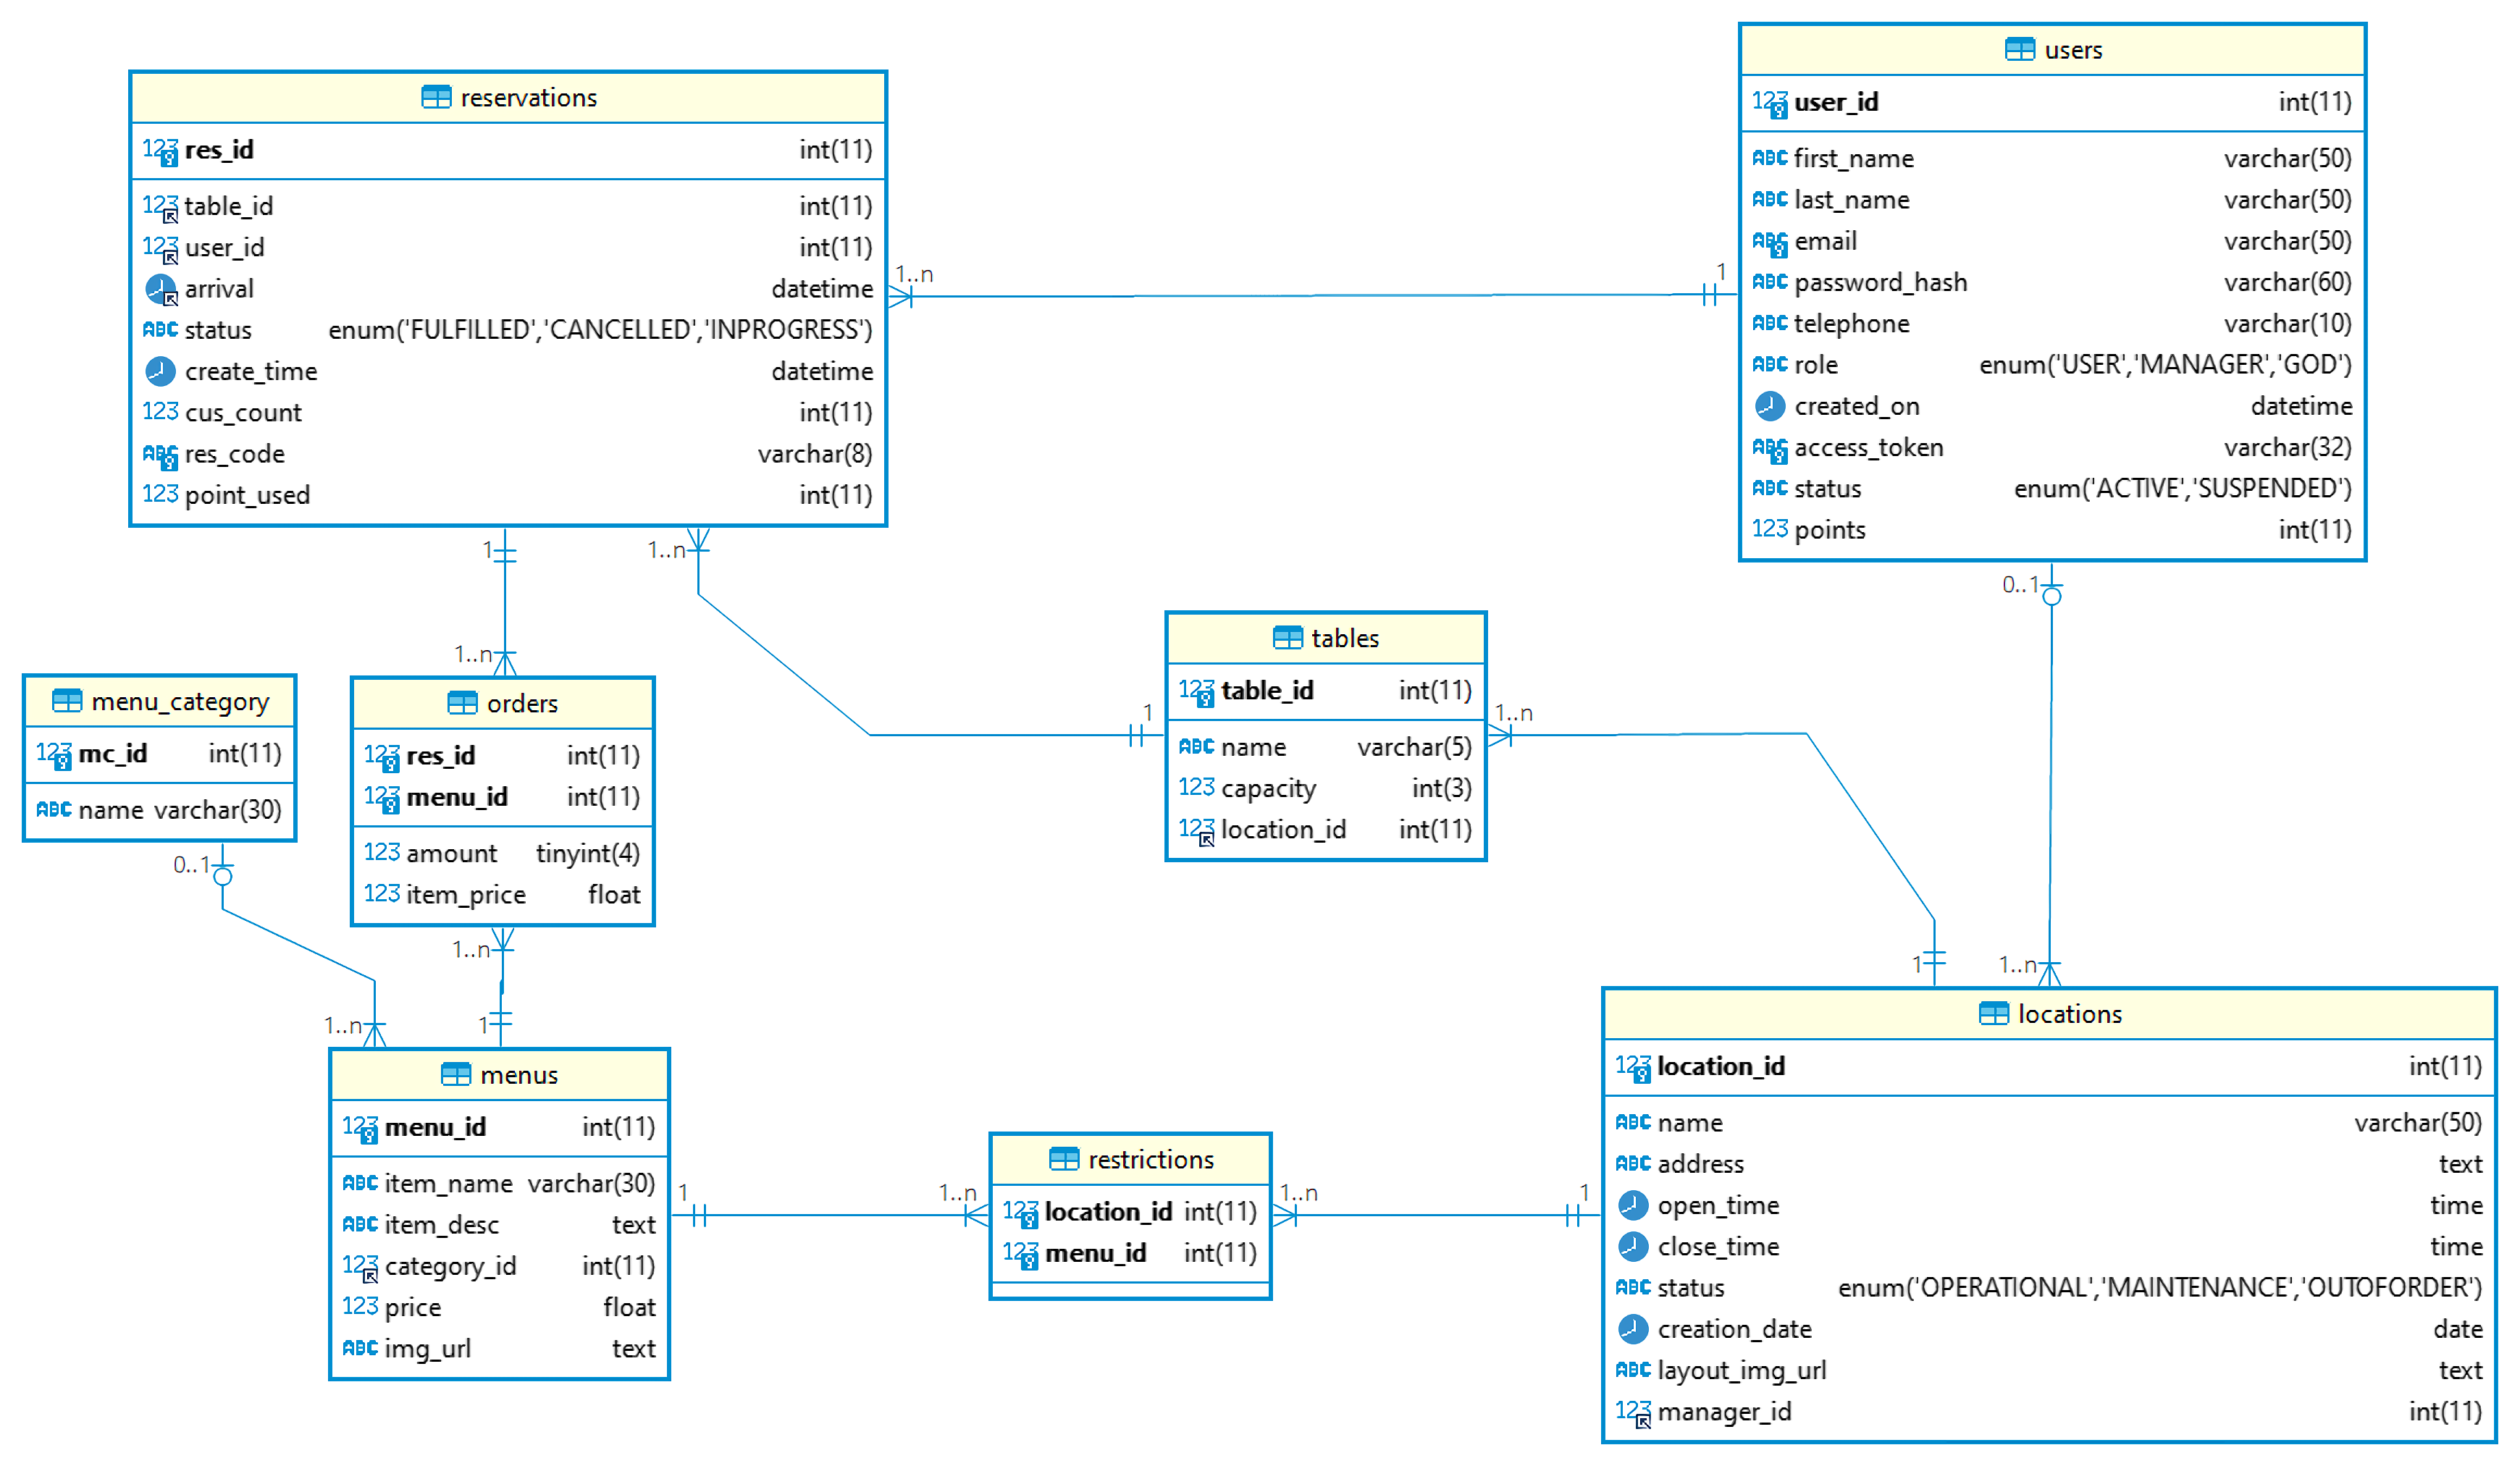 reservations
res_id int(11)
table_id int(11)
user_id int(11)
arrival datetime
status enum('FULFILLED','CANCELLED','INPROGRESS')
create_time datetime
cus_count int(11)
res_code varchar(8)
point_used int(11)
users
user_id int(11)
first_name varchar(50)
last_name varchar(50)
email varchar(50)
password_hash varchar(60)
telephone varchar(10)
role enum('USER','MANAGER','GOD')
created_on datetime
access_token varchar(32)
status enum('ACTIVE','SUSPENDED')
points int(11)
1..n
1
1
1..n
0..1
1..n
tables
table_id int(11)
name varchar(5)
capacity int(3)
location_id int(11)
1
1..n
menu_category
mc_id int(11)
name varchar(30)
orders
res_id int(11)
menu_id int(11)
amount tinyint(4)
item_price float
0..1
1..n
1..n
1
1
1..n
menus
menu_id int(11)
item_name varchar(30)
item_desc text
category_id int(11)
price float
img_url text
1
1..n
restrictions
location_id int(11)
menu_id int(11)
1..n
1
locations
location_id int(11)
name varchar(50)
address text
open_time time
close_time time
status enum('OPERATIONAL','MAINTENANCE','OUTOFORDER')
creation_date date
layout_img_url text
manager_id int(11)